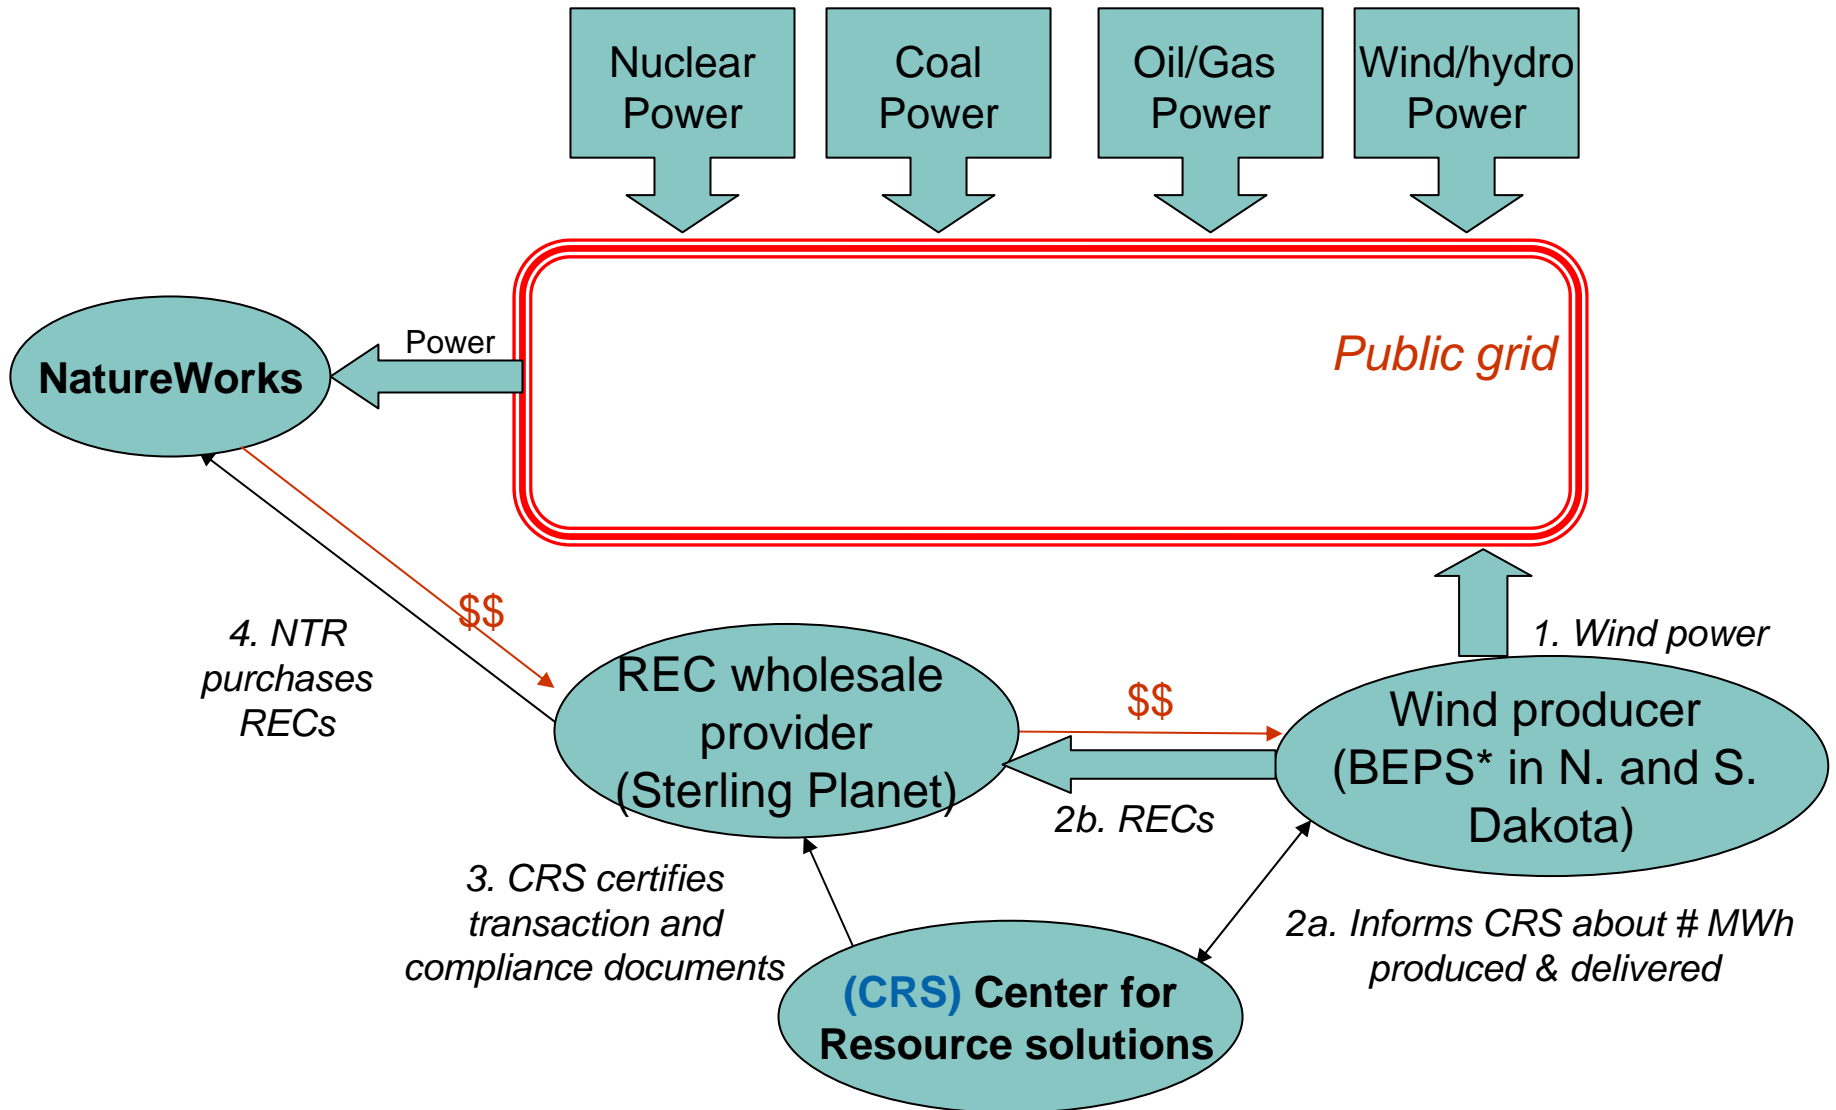 Nuclear
Power
Coal
Power
Oil/Gas
Power
Wind/hydro
Power
Public grid
Power
NatureWorks
$$
4. NTR
purchases
RECs
1. Wind power
REC wholesale
provider
(Sterling Planet)
$$
Wind producer
(BEPS* in N. and S.
Dakota)
2b. RECs
3. CRS certifies
transaction and
compliance documents
2a. Informs CRS about # MWh
produced & delivered
(CRS) Center for
Resource solutions